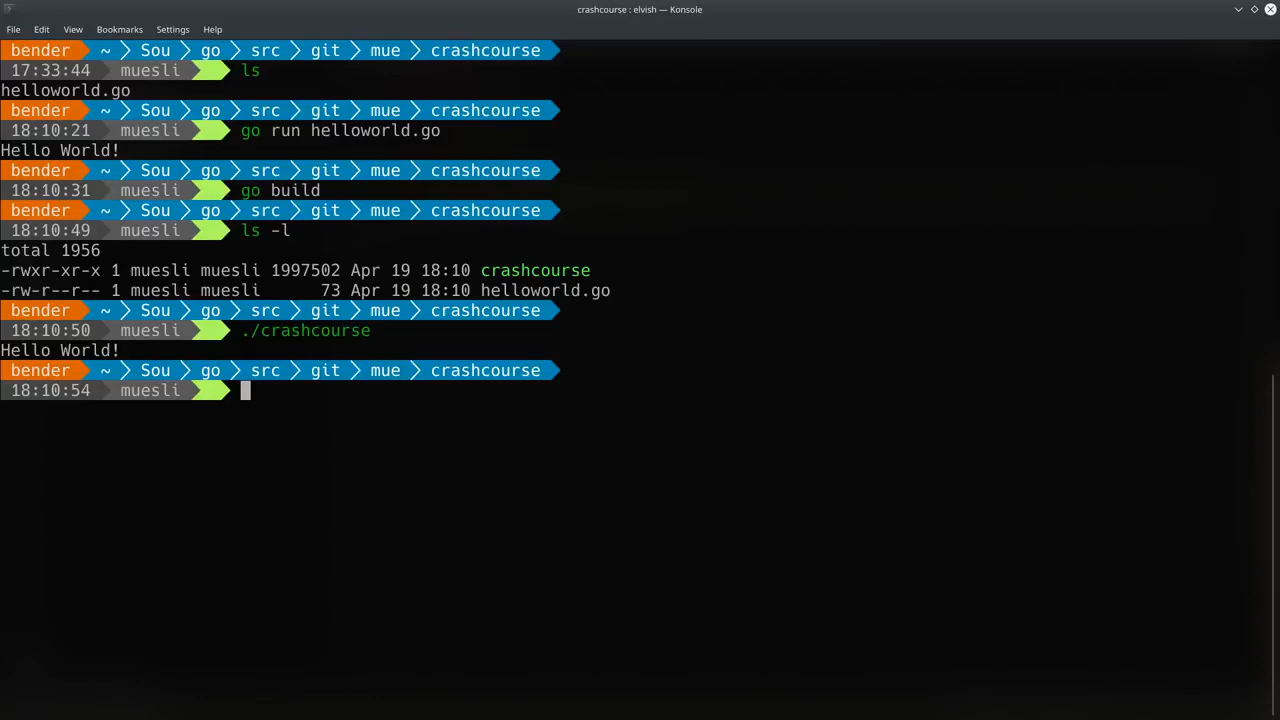 crashcourse : elvish — Konsole
File Edit View Bookmarks Settings Help
bender ~ Sou go src git mue crashcourse
17:33:44 muesli ls
helloworld.go
bender ~ Sou go src git mue crashcourse
18:10:21 muesli go run helloworld.go
Hello World!
bender ~ Sou go src git mue crashcourse
18:10:31 muesli go build
bender ~ Sou go src git mue crashcourse
18:10:49 muesli ls -l
total 1956
-rwxr-xr-x 1 muesli muesli 1997502 Apr 19 18:10 crashcourse
-rw-r--r-- 1 muesli muesli      73 Apr 19 18:10 helloworld.go
bender ~ Sou go src git mue crashcourse
18:10:50 muesli ./crashcourse
Hello World!
bender ~ Sou go src git mue crashcourse
18:10:54 muesli